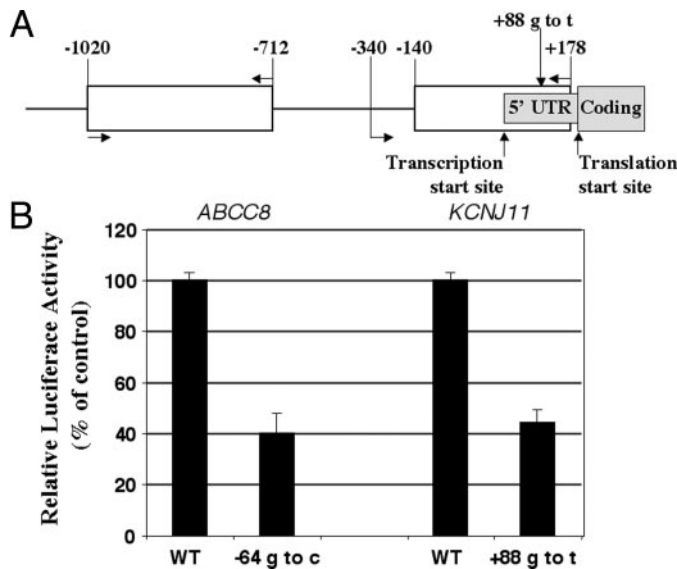 A
+88 g to t
-1020
-712
-340
-140
+178
5' UTR
Coding
Transcription
start site
Translation
start site
B
ABCC8
KCNJ11
Relative Luciferace Activity
(% of control)
120
100
80
60
40
20
0
WT
-64 g to c
WT
+88 g to t